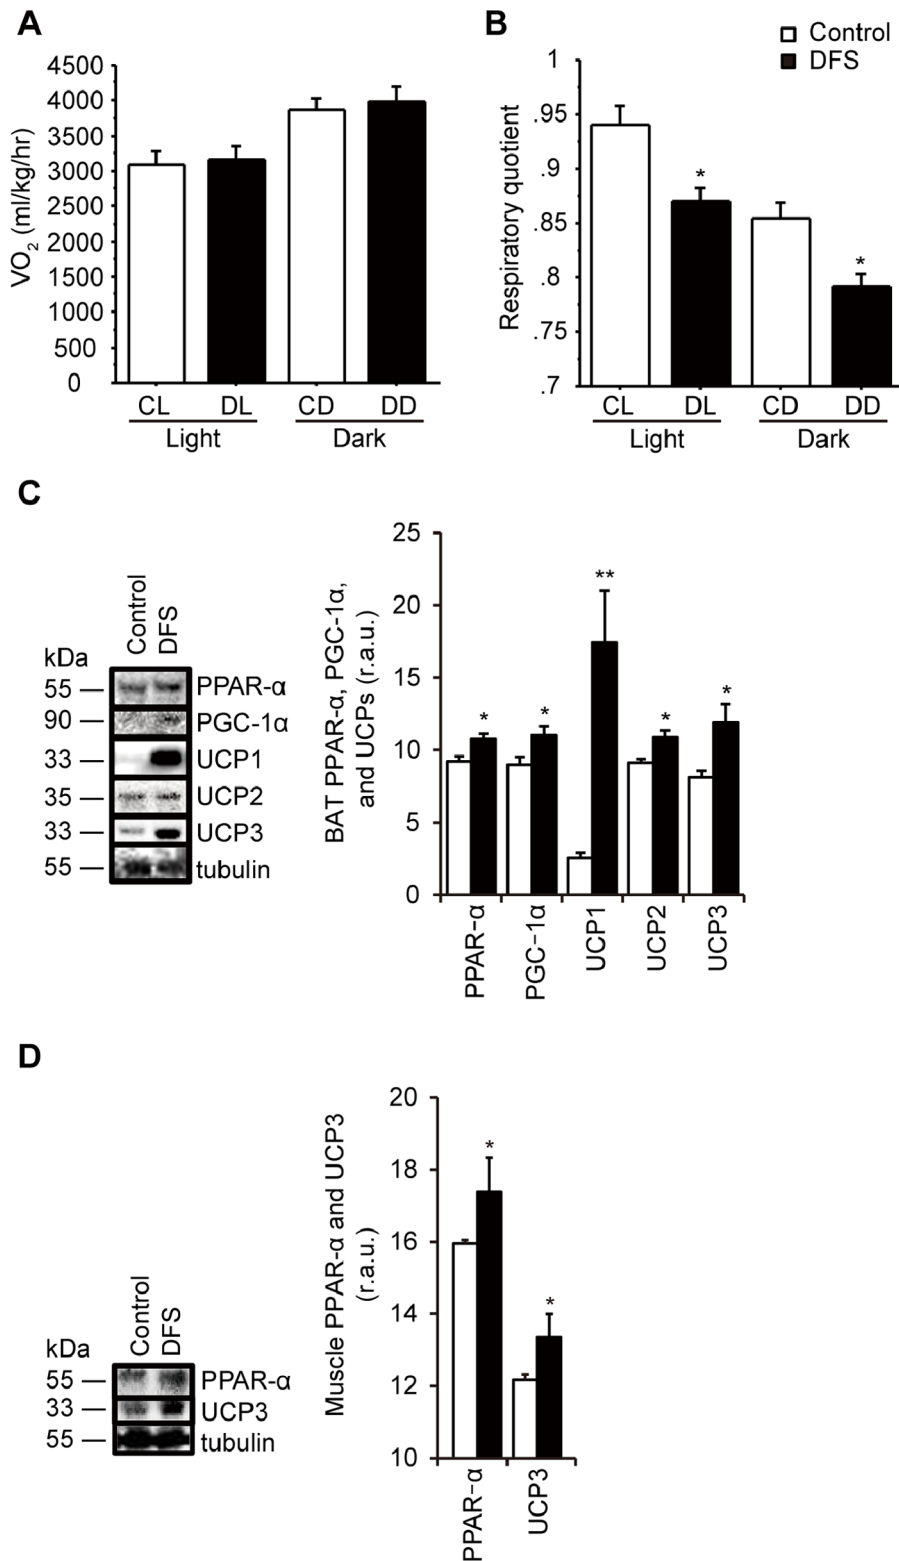 A
VO2 (ml/kg/hr)
4500
4000
3500
3000
2500
2000
1500
1000
500
0
CL DL CD DD
Light Dark
B
Control
DFS
Respiratory quotient
1
.95
.9
.85
.8
.75
.7
*
*
CL DL CD DD
Light Dark
C
Control
DFS
kDa
55 PPAR-α
90 PGC-1α
33 UCP1
35 UCP2
33 UCP3
55 tubulin
BAT PPAR-α, PGC-1α,
and UCPs (r.a.u.)
25
20
15
10
5
0
* * ** * *
PPAR-α
PGC-1α
UCP1
UCP2
UCP3
D
Control
DFS
kDa
55 PPAR-α
33 UCP3
55 tubulin
Muscle PPAR-α and UCP3
(r.a.u.)
20
18
16
14
12
10
*
*
PPAR-α
UCP3